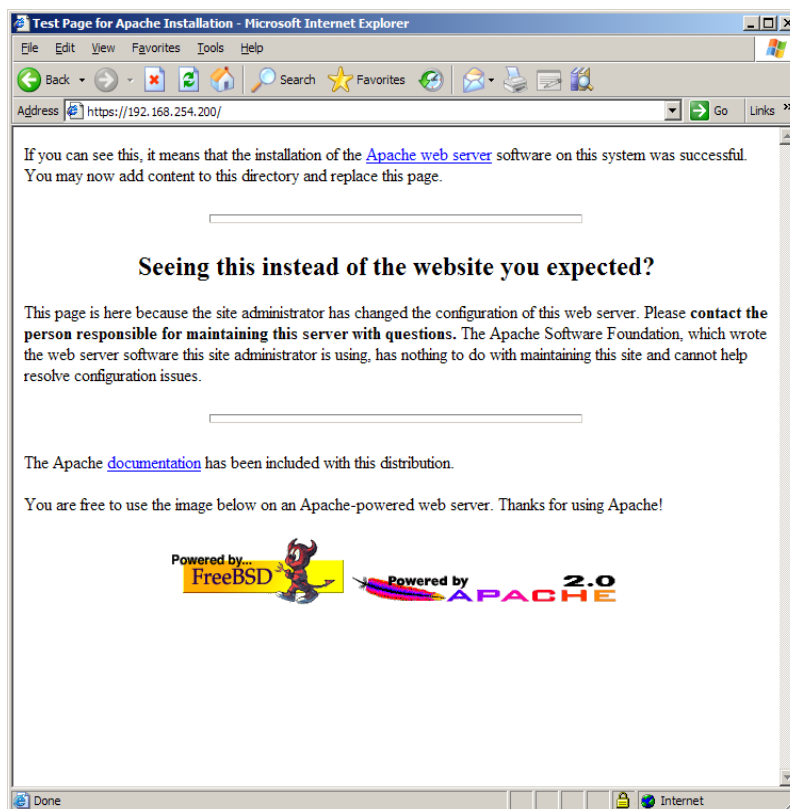 Test Page for Apache Installation - Microsoft Internet Explorer
File Edit View Favorites Tools Help
Back Search Favorites
Address https://192.168.254.200/ Go Links »
If you can see this, it means that the installation of the Apache web server software on this system was successful.
You may now add content to this directory and replace this page.
Seeing this instead of the website you expected?
This page is here because the site administrator has changed the configuration of this web server. Please contact the
person responsible for maintaining this server with questions. The Apache Software Foundation, which wrote
the web server software this site administrator is using, has nothing to do with maintaining this site and cannot help
resolve configuration issues.
The Apache documentation has been included with this distribution.
You are free to use the image below on an Apache-powered web server. Thanks for using Apache!
Powered by...
FreeBSD
Powered by 2.0
APACHE
Done Internet